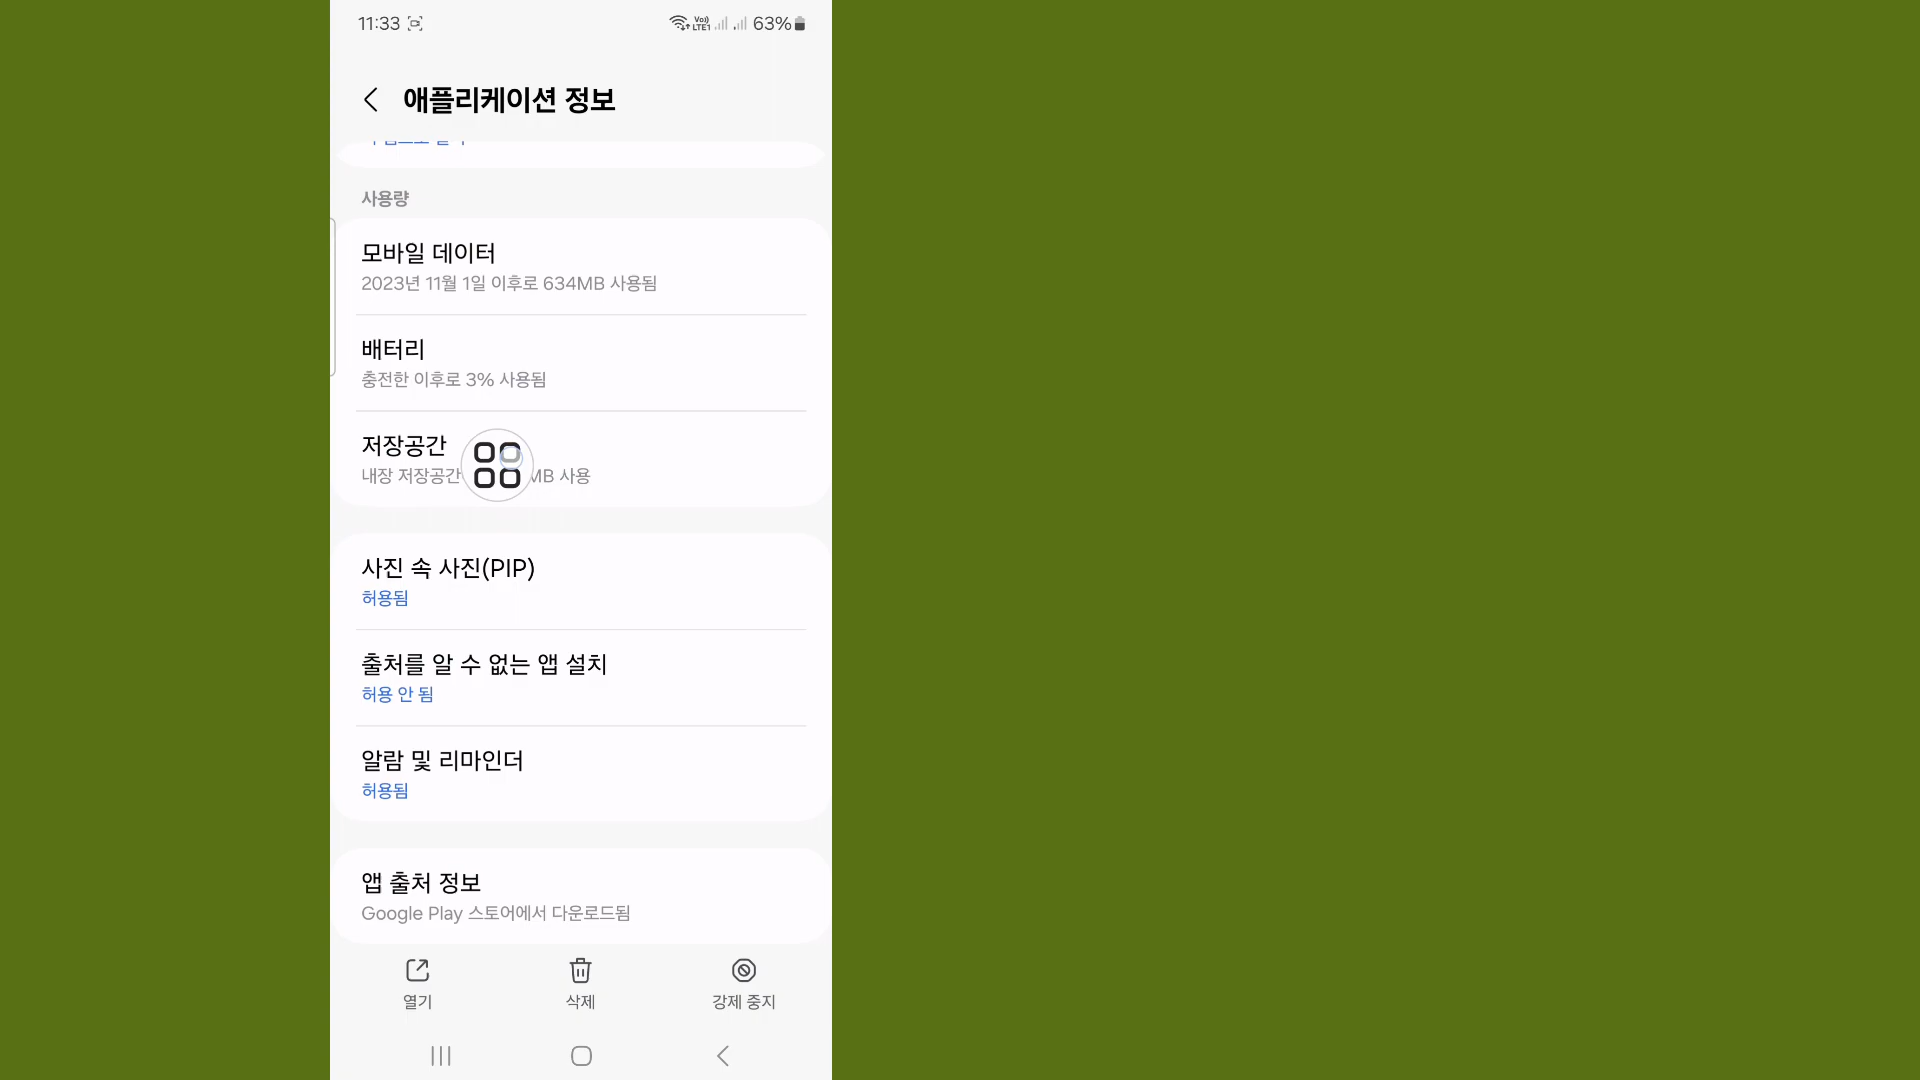 11:33 63%
애플리케이션 정보
사용량
모바일 데이터
2023년 11월 1일 이후로 634MB 사용됨
배터리
충전한 이후로 3% 사용됨
저장공간
내장 저장공간 MB 사용
사진 속 사진(PIP)
허용됨
출처를 알 수 없는 앱 설치
허용 안 됨
알람 및 리마인더
허용됨
앱 출처 정보
Google Play 스토어에서 다운로드됨
열기 삭제 강제 중지